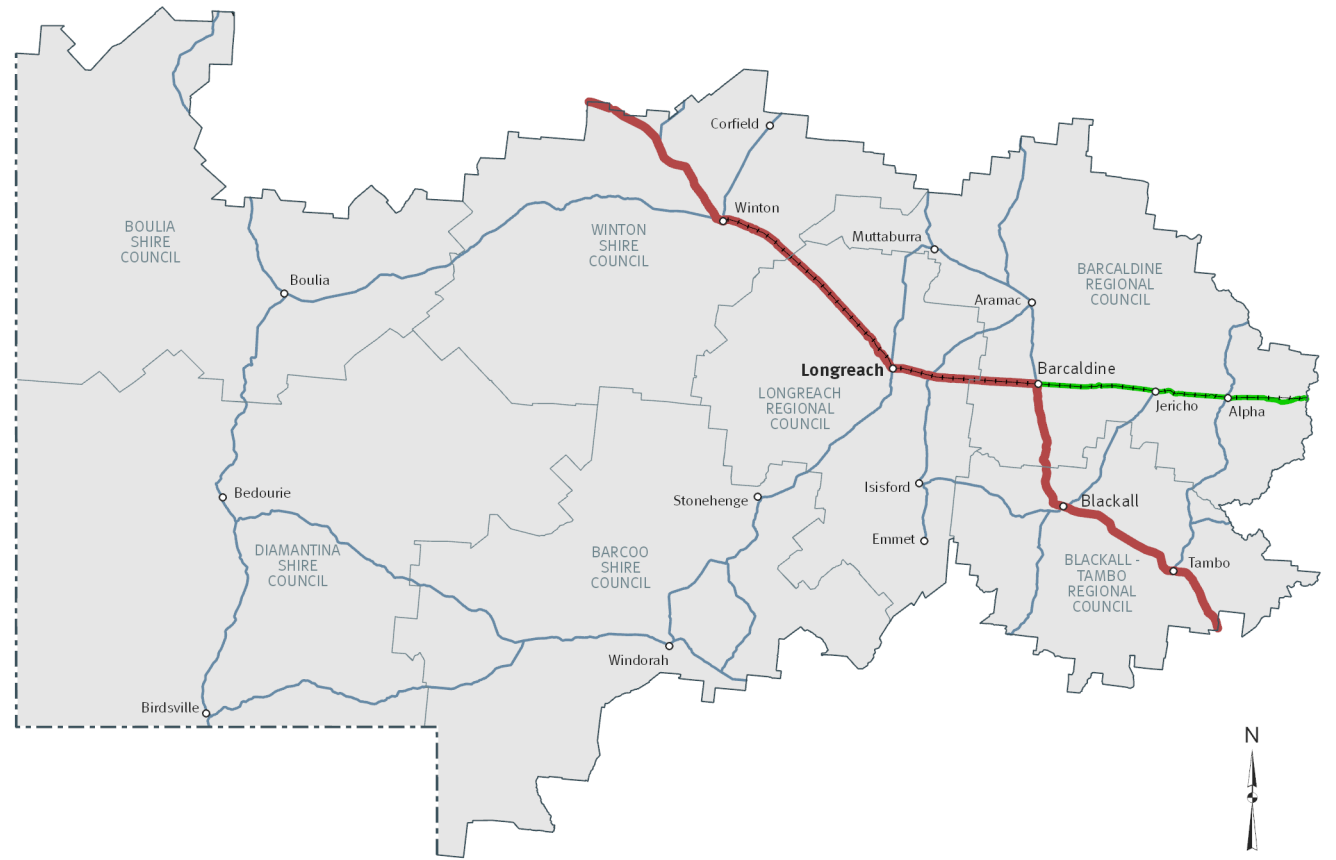 Corfield
Winton
BOULIA
SHIRE
COUNCIL
WINTON
SHIRE
COUNCIL
Muttaburra
BARCALDINE
REGIONAL
COUNCIL
Boulia
Aramac
Longreach
Barcaldine
LONGREACH
REGIONAL
COUNCIL
Jericho
Alpha
Bedourie
Stonehenge
Isisford
Blackall
Emmet
DIAMANTINA
SHIRE
COUNCIL
BARCOO
SHIRE
COUNCIL
BLACKALL -
TAMBO
REGIONAL
COUNCIL
Tambo
Windorah
Birdsville
N